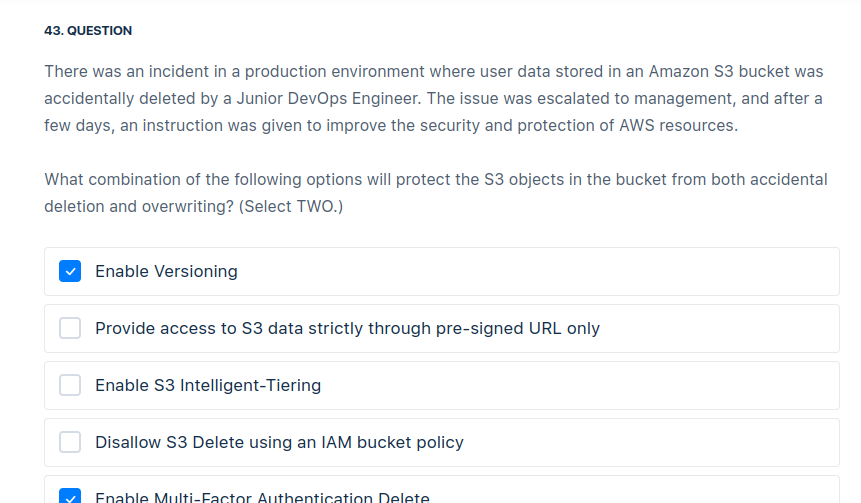 43. QUESTION
There was an incident in a production environment where user data stored in an Amazon S3 bucket was
accidentally deleted by a Junior DevOps Engineer. The issue was escalated to management, and after a
few days, an instruction was given to improve the security and protection of AWS resources.
What combination of the following options will protect the S3 objects in the bucket from both accidental
deletion and overwriting? (Select TWO.)
Enable Versioning
Provide access to S3 data strictly through pre-signed URL only
Enable S3 Intelligent-Tiering
Disallow S3 Delete using an IAM bucket policy
Enable Multi-Factor Authentication Delete